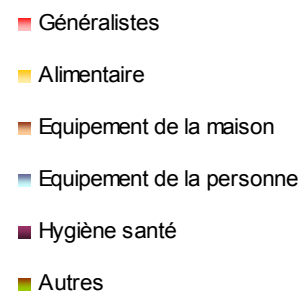 Généralistes
Alimentaire
Equipement de la maison
Equipement de la personne
Hygiène santé
Autres